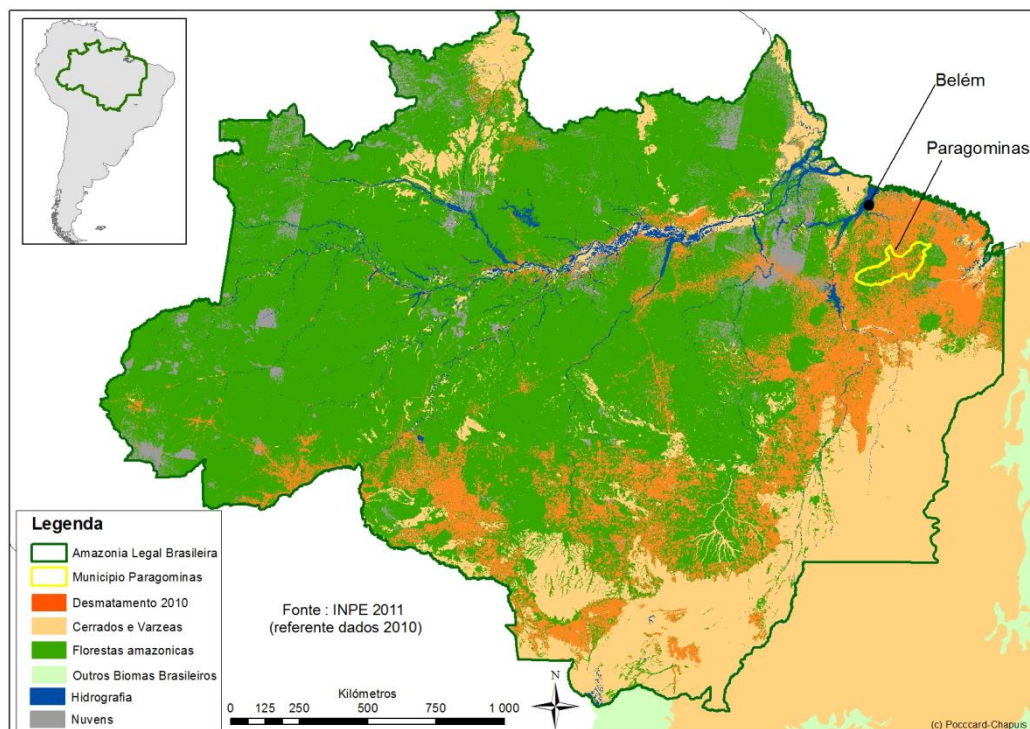 Belém
Paragominas
Legenda
Amazonia Legal Brasileira
Municipio Paragominas
Desmatamento 2010
Cerrados e Varzeas
Florestas amazonicas
Outros Biomas Brasileiros
Hidrografia
Nuvens
Fonte : INPE 2011
(referente dados 2010)
Kilómetros
0 125 250 500 750 1 000
N
(c) Pocccard-Chapuis